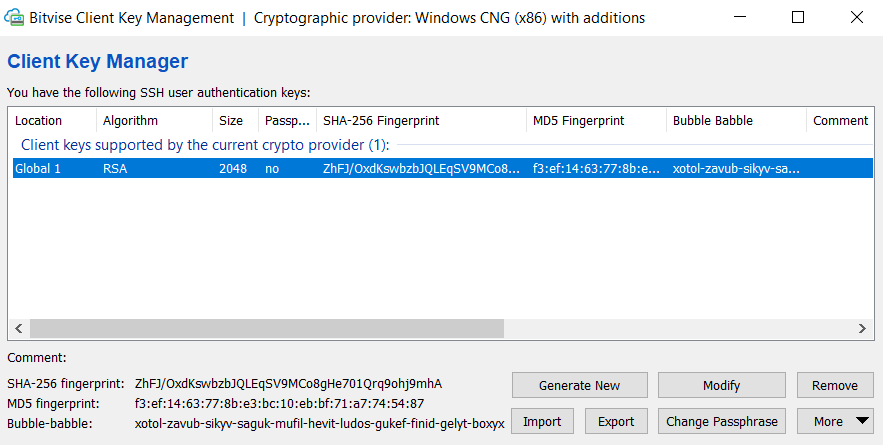 Bitvise Client Key Management | Cryptographic provider: Windows CNG (x86) with additions
Client Key Manager
You have the following SSH user authentication keys:
Location Algorithm Size Passp... SHA-256 Fingerprint MD5 Fingerprint Bubble Babble Comment
Client keys supported by the current crypto provider (1):
Global 1 RSA 2048 no ZhFJ/OxdKswbzbJQLEqSV9MCo8... f3:ef:14:63:77:8b:e... xotol-zavub-sikyv-sa...
Comment:
SHA-256 fingerprint: ZhFJ/OxdKswbzbJQLEqSV9MCo8gHe701Qrq9ohj9mhA
MD5 fingerprint: f3:ef:14:63:77:8b:e3:bc:10:eb:bf:71:a7:74:54:87
Bubble-babble: xotol-zavub-sikyv-saguk-mufil-hevit-ludos-gukef-finid-gelyt-boxyx
Generate New Modify Remove
Import Export Change Passphrase More